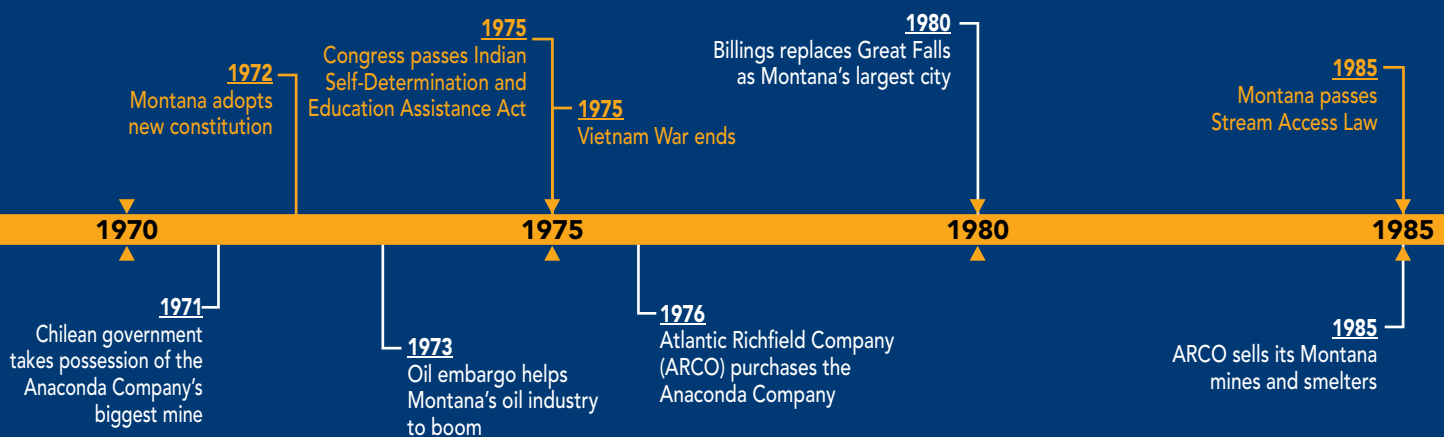 1972
Montana adopts
new constitution
1975
Congress passes Indian
Self-Determination and
Education Assistance Act
1975
Vietnam War ends
1980
Billings replaces Great Falls
as Montana’s largest city
1985
Montana passes
Stream Access Law
1970
1975
1980
1985
1971
Chilean government
takes possession of the
Anaconda Company’s
biggest mine
1973
Oil embargo helps
Montana’s oil industry
to boom
1976
Atlantic Richfield Company
(ARCO) purchases the
Anaconda Company
1985
ARCO sells its Montana
mines and smelters